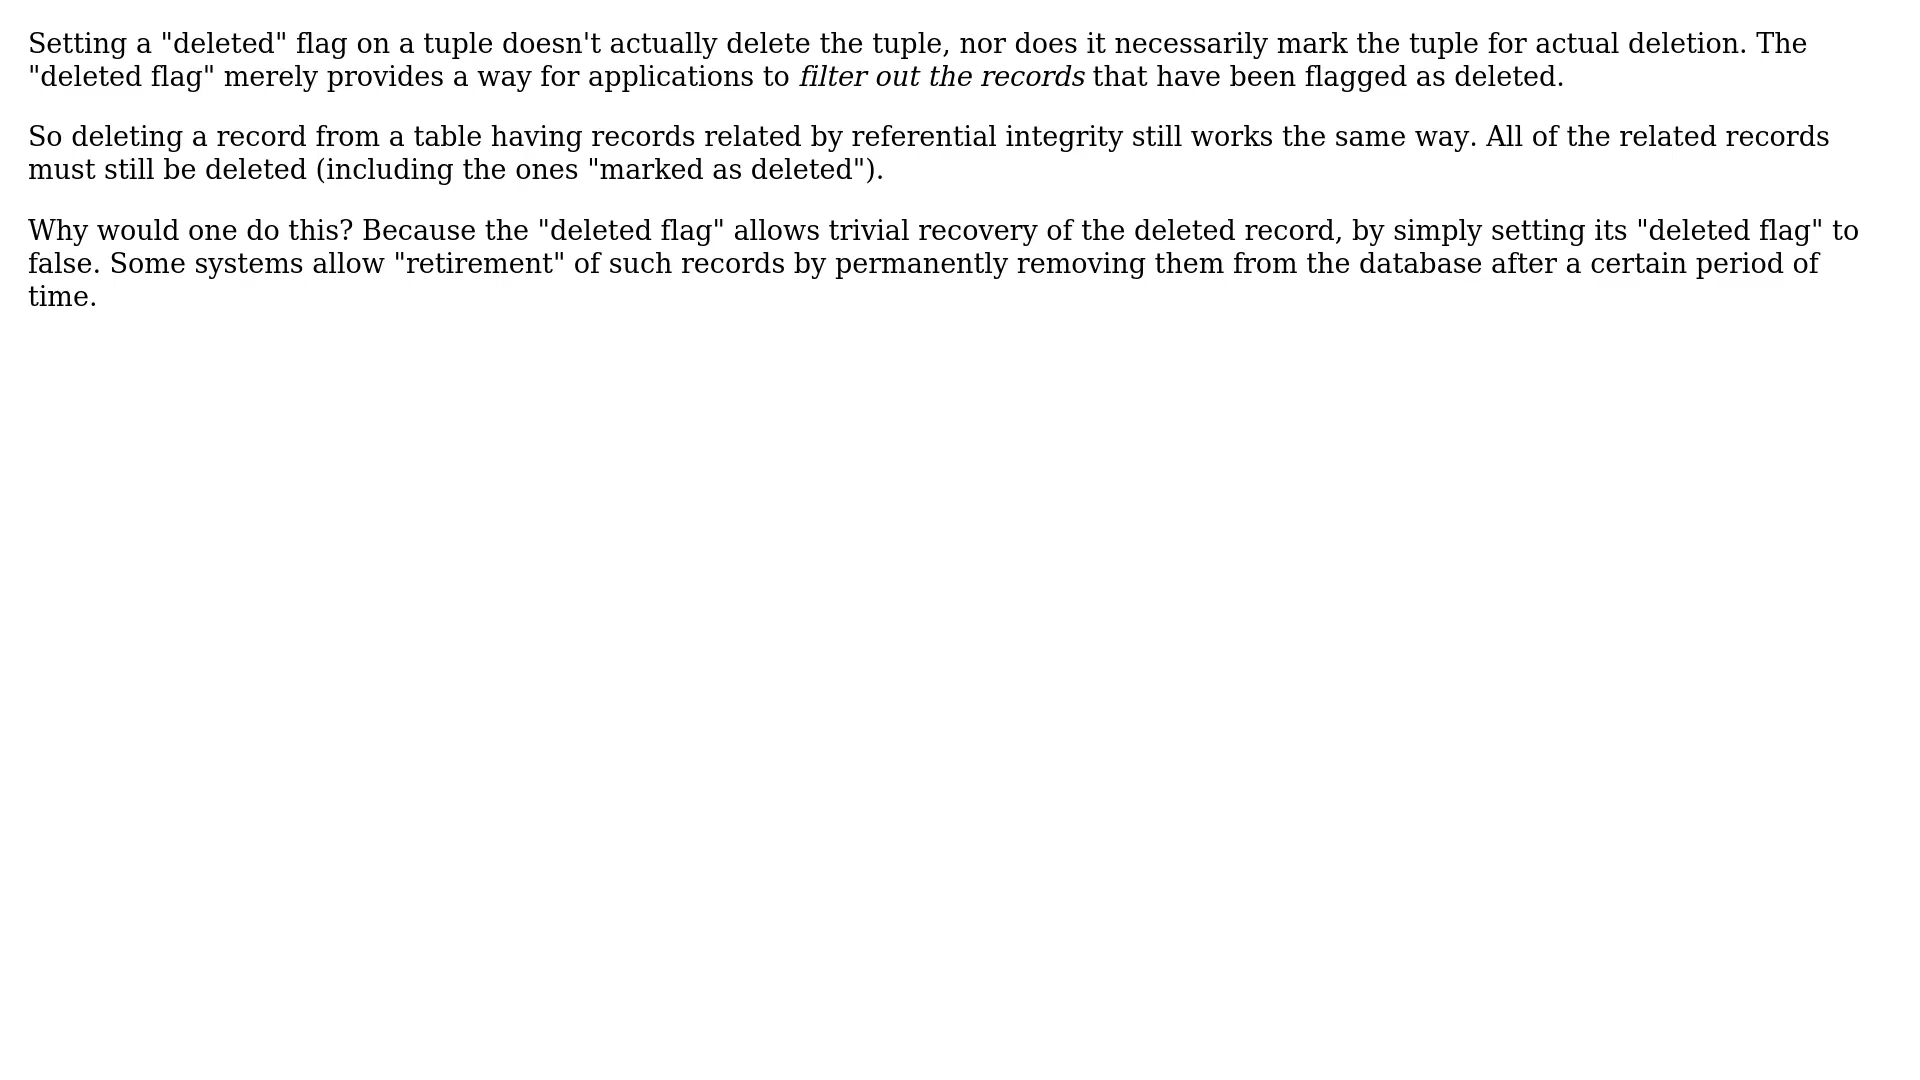 Setting a "deleted" flag on a tuple doesn't actually delete the tuple, nor does it necessarily mark the tuple for actual deletion. The
"deleted flag" merely provides a way for applications to filter out the records that have been flagged as deleted.
So deleting a record from a table having records related by referential integrity still works the same way. All of the related records
must still be deleted (including the ones "marked as deleted").
Why would one do this? Because the "deleted flag" allows trivial recovery of the deleted record, by simply setting its "deleted flag" to
false. Some systems allow "retirement" of such records by permanently removing them from the database after a certain period of
time.